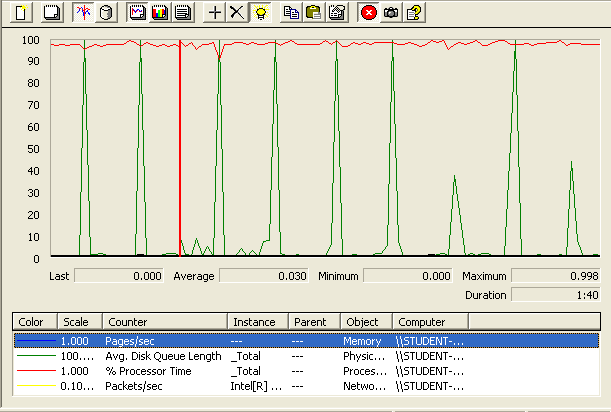 100
90
80
70
60
50
40
30
20
10
0
Last 0.000 Average 0.030 Minimum 0.000 Maximum 0.998
Duration 1:40
Color Scale Counter Instance Parent Object Computer
1.000 Pages/sec --- --- Memory \\STUDENT-...
100.... Avg. Disk Queue Length _Total --- Physic... \\STUDENT-...
1.000 % Processor Time _Total --- Proces... \\STUDENT-...
0.10... Packets/sec Intel[R] ... --- Netwo... \\STUDENT-...